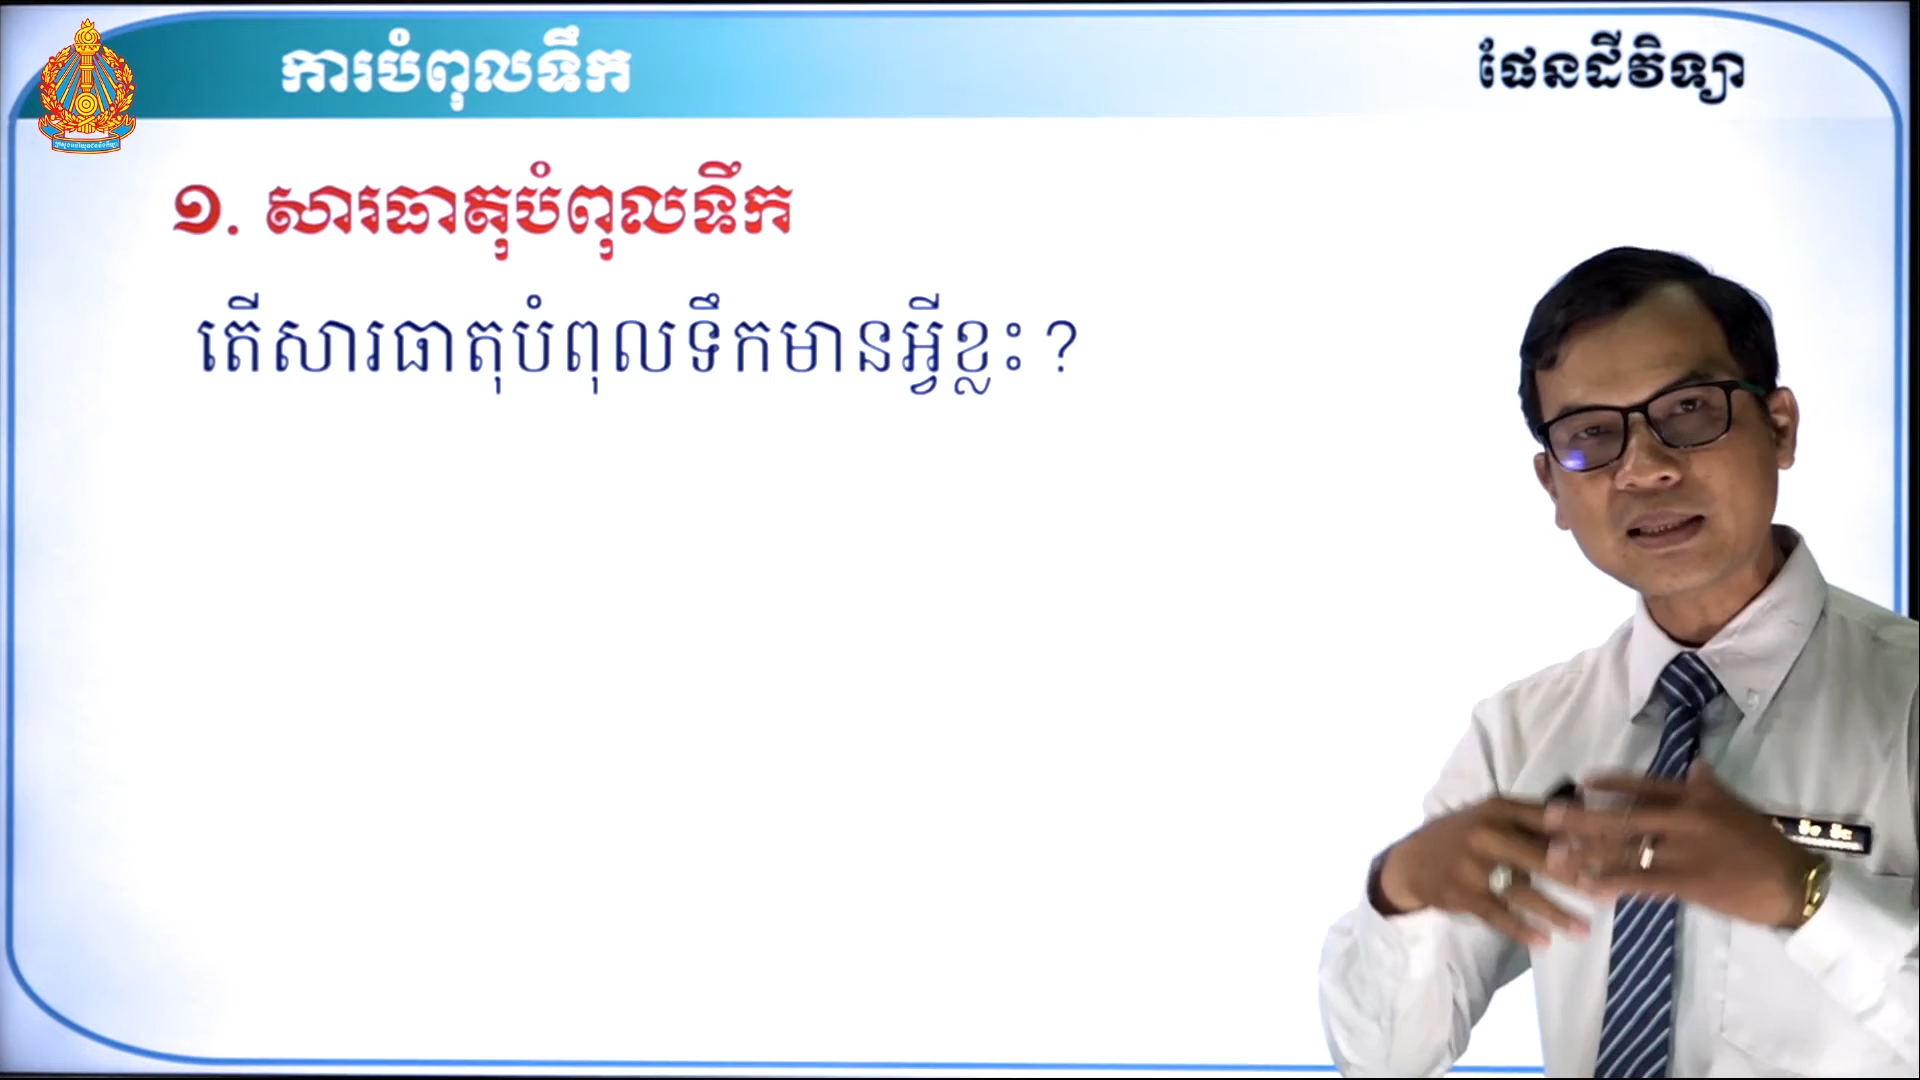 ការបំពុលទឹក
ផែនដីវិទ្យា
១. សារធាតុបំពុលទឹក
តើសារធាតុបំពុលទឹកមានអ្វីខ្លះ ?